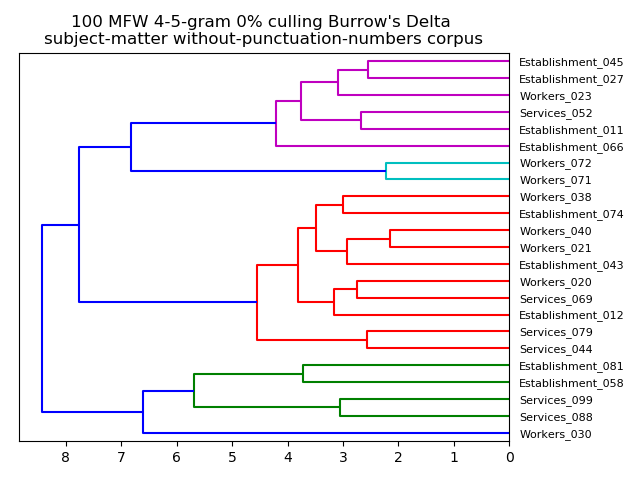 100 MFW 4-5-gram 0% culling Burrow's Delta
subject-matter without-punctuation-numbers corpus
Establishment_045
Establishment_027
Workers_023
Services_052
Establishment_011
Establishment_066
Workers_072
Workers_071
Workers_038
Establishment_074
Workers_040
Workers_021
Establishment_043
Workers_020
Services_069
Establishment_012
Services_079
Services_044
Establishment_081
Establishment_058
Services_099
Services_088
Workers_030
8 7 6 5 4 3 2 1 0